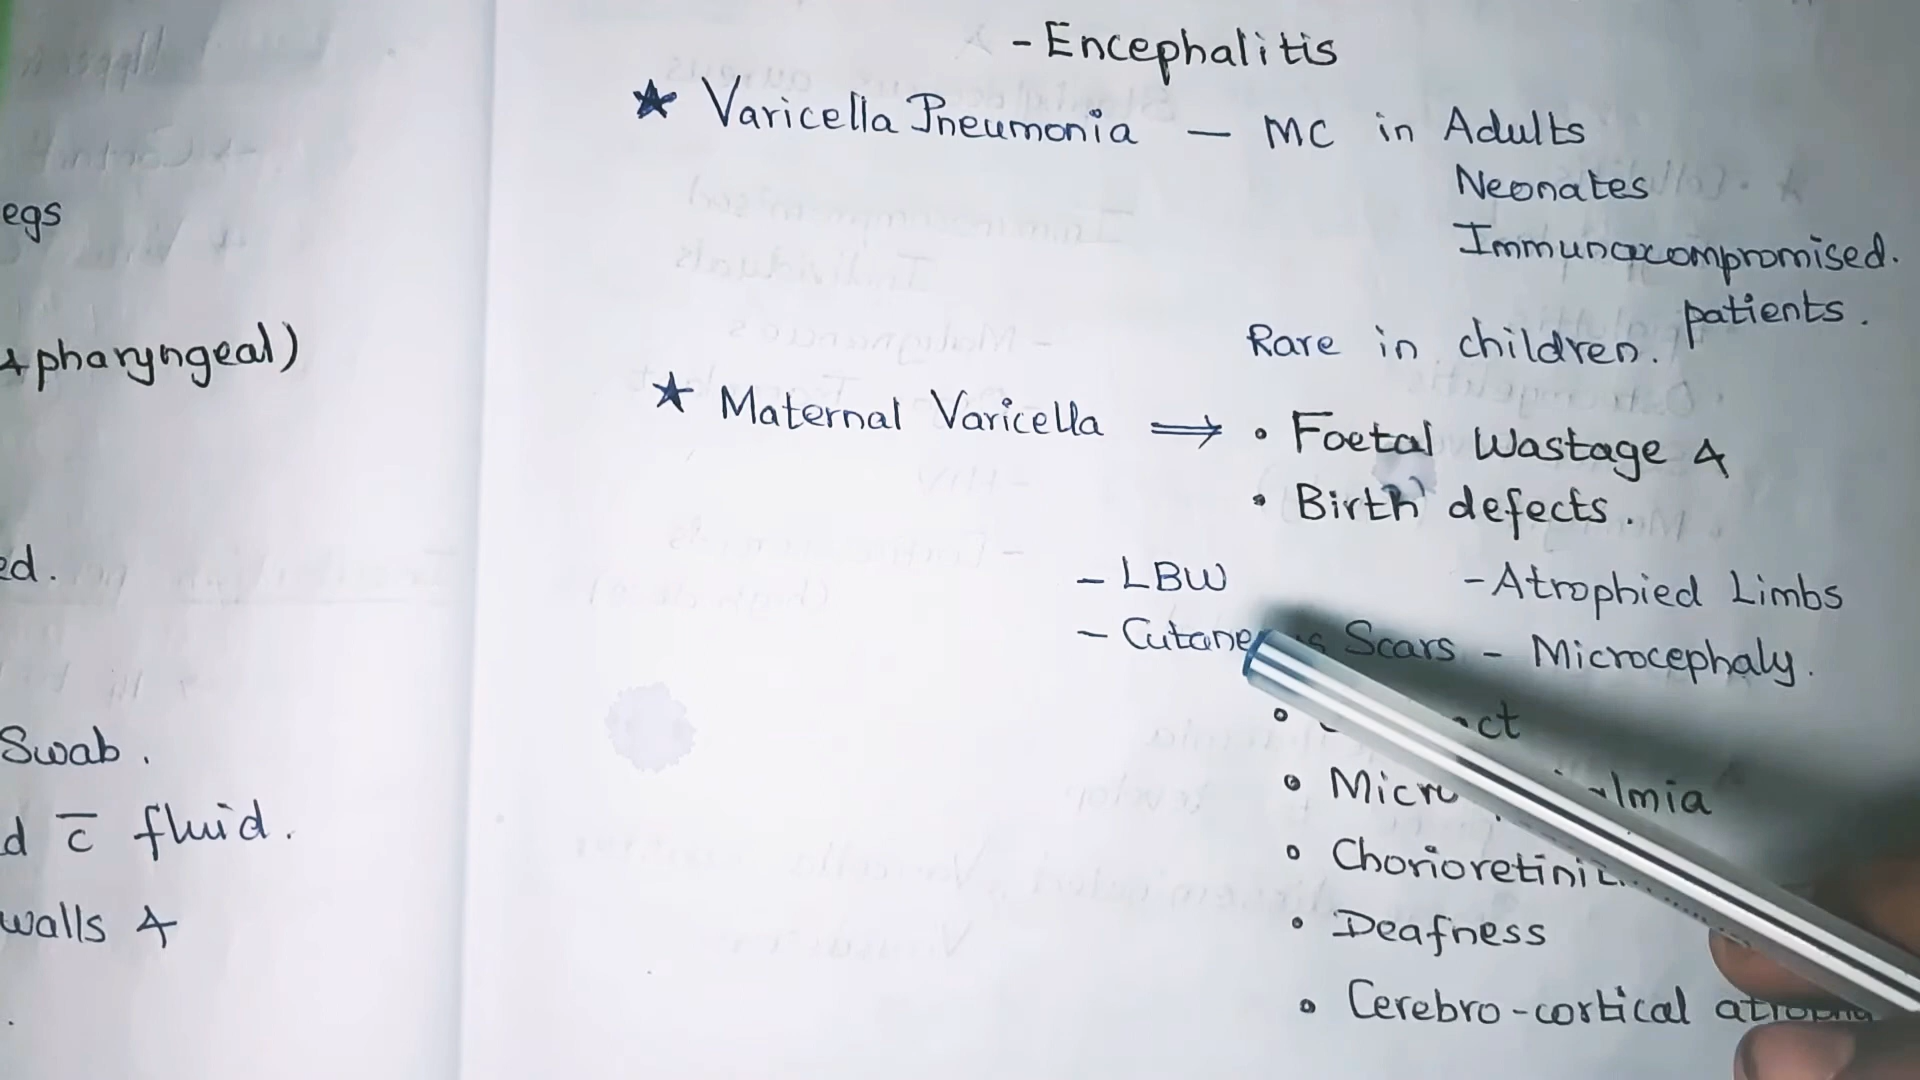 egs
& pharyngeal)
ed.
Swab.
d c̅ fluid.
walls &
- Encephalitis
★ Varicella Pneumonia - MC in Adults
Neonates
Immunocompromised.
patients.
Rare in children.
★ Maternal Varicella ⇒ • Foetal Wastage &
• Birth defects.
- LBW - Atrophied Limbs
- Scars - Microcephaly.
• Deafness
• Cerebro-cortical